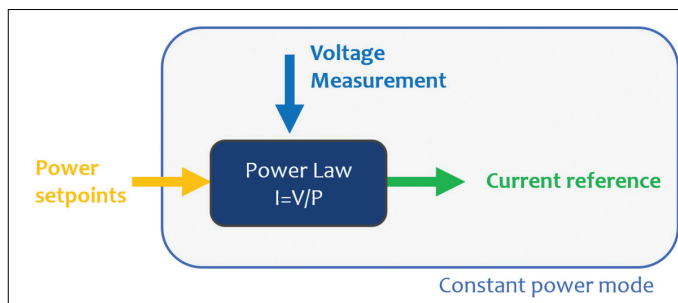 Voltage
Measurement
Power
setpoints
Power Law
I=V/P
Current reference
Constant power mode